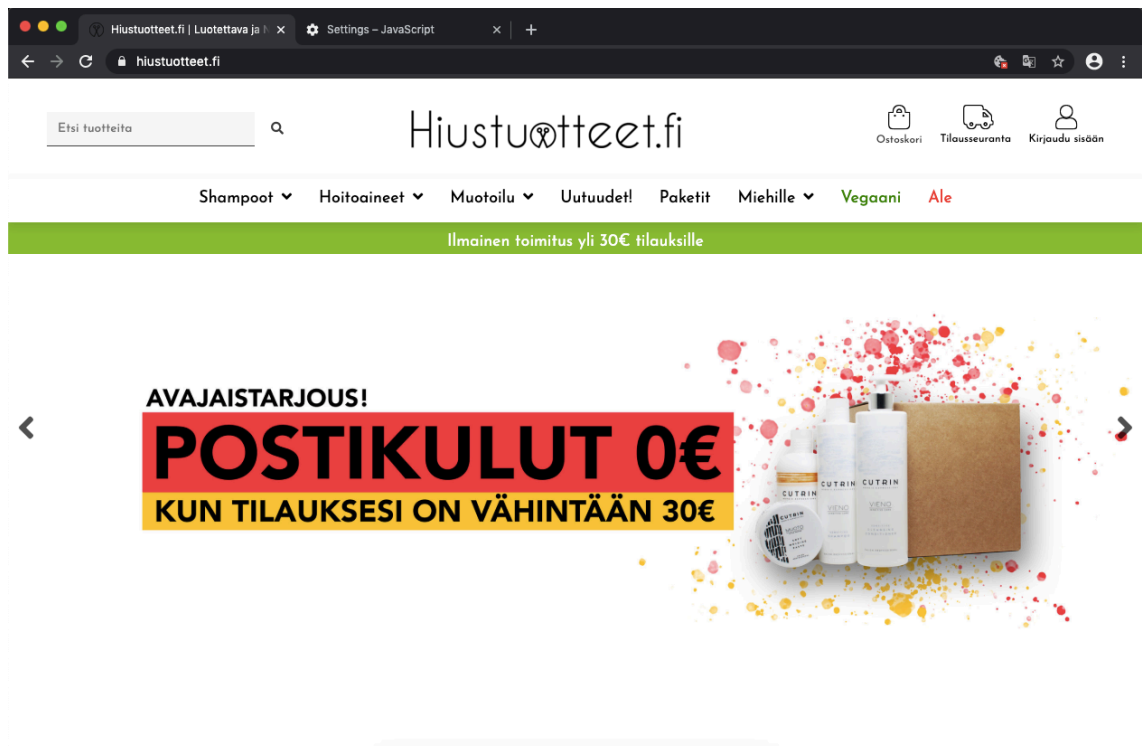 Hiustuotteet.fi | Luotettava ja N
Settings – JavaScript
hiustuotteet.fi
Etsi tuotteita
Hiustuotteet.fi
Ostoskori
Tilausseuranta
Kirjaudu sisään
Shampoot Hoitoaineet Muotoilu Uutuudet! Paketit Miehille Vegaani Ale
Ilmainen toimitus yli 30€ tilauksille
AVAJAISTARJOUS!
POSTIKULUT 0€
KUN TILAUKSESI ON VÄHINTÄÄN 30€
CUTRIN
CUTRIN
CUTRIN
VIENO
VIENO
CUTRIN